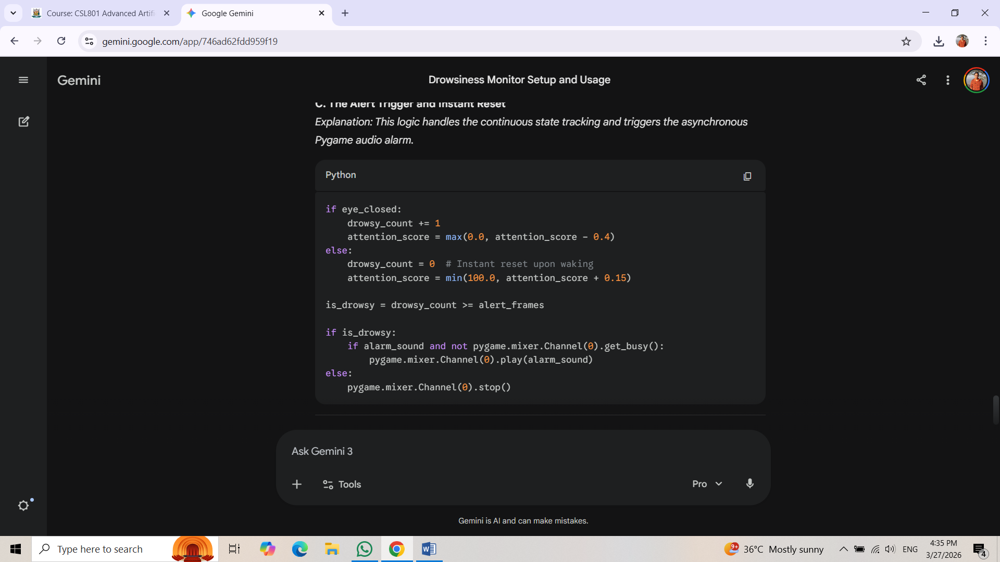 Course: CSL801 Advanced Artifi
Google Gemini
gemini.google.com/app/746ad62fdd959f19
Gemini
Drowsiness Monitor Setup and Usage
C. The Alert Trigger and Instant Reset
Explanation: This logic handles the continuous state tracking and triggers the asynchronous
Pygame audio alarm.
Python
if eye_closed:
    drowsy_count += 1
    attention_score = max(0.0, attention_score - 0.4)
else:
    drowsy_count = 0  # Instant reset upon waking
    attention_score = min(100.0, attention_score + 0.15)
is_drowsy = drowsy_count >= alert_frames
if is_drowsy:
    if alarm_sound and not pygame.mixer.Channel(0).get_busy():
        pygame.mixer.Channel(0).play(alarm_sound)
else:
    pygame.mixer.Channel(0).stop()
Ask Gemini 3
Tools
Pro
Gemini is AI and can make mistakes.
Type here to search
9+
36°C Mostly sunny
ENG
4:35 PM
3/27/2026
4